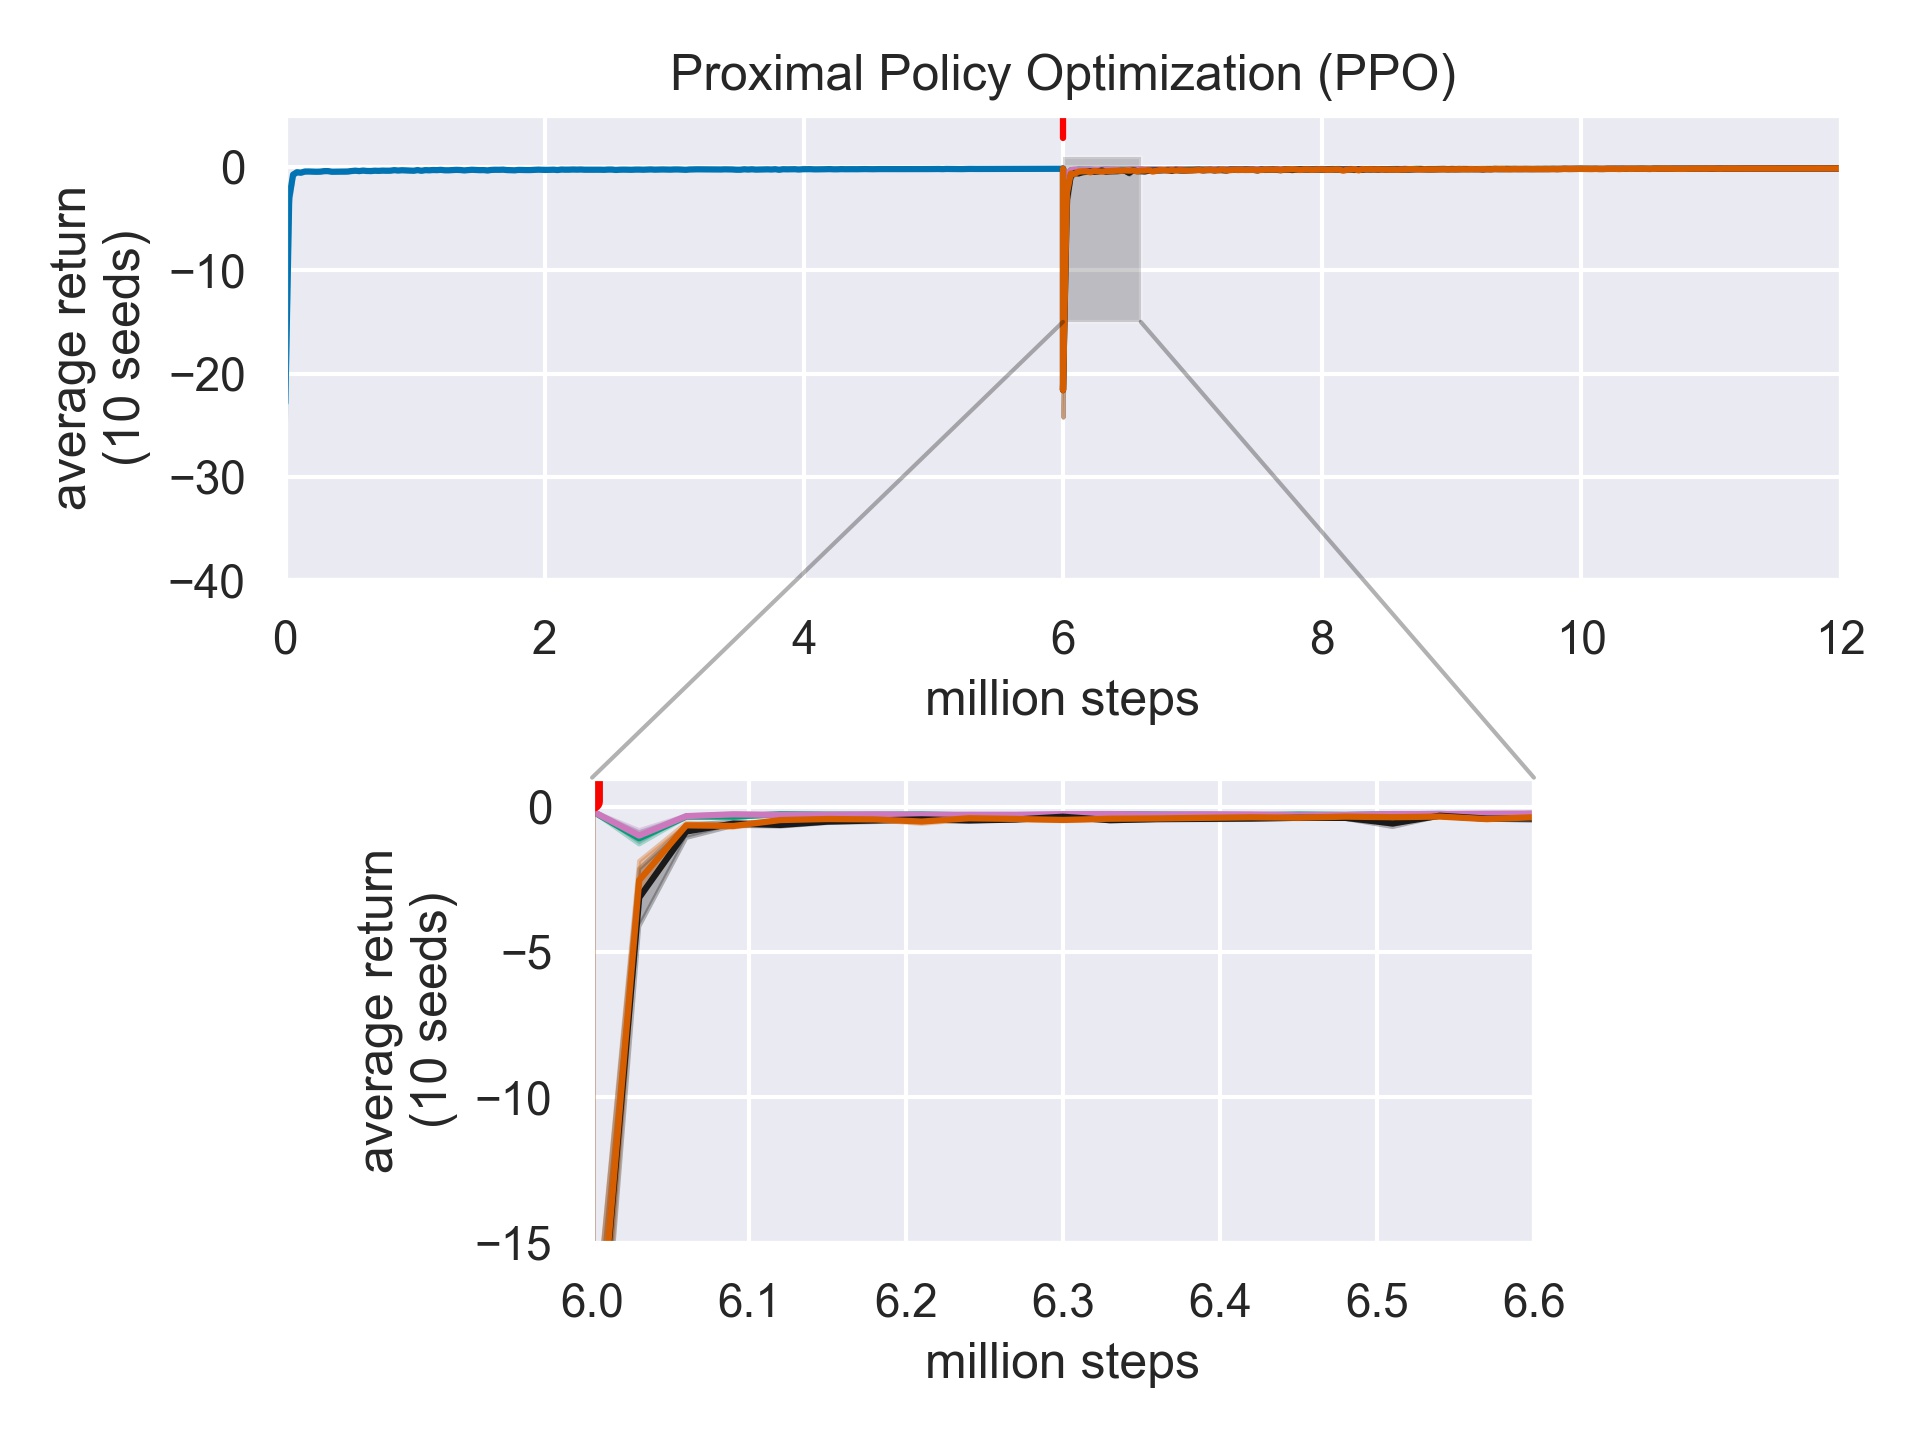 Proximal Policy Optimization (PPO)
average return
(10 seeds)
0
−10
−20
−30
−40
0 2 4 6 8 10 12
million steps
average return
(10 seeds)
0
−5
−10
−15
6.0 6.1 6.2 6.3 6.4 6.5 6.6
million steps